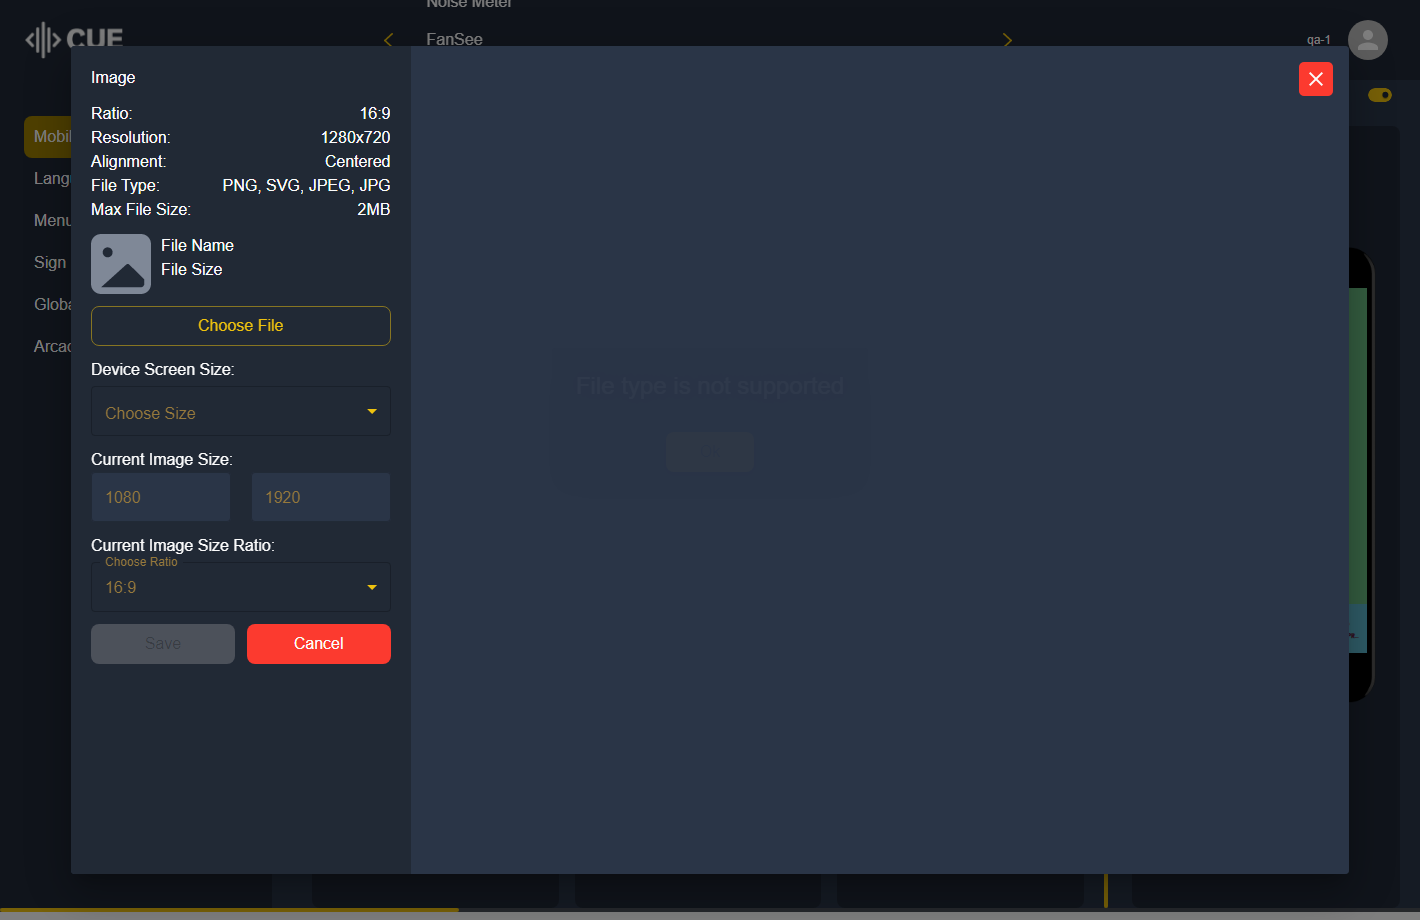 Noise Meter
CUE
FanSee
qa-1
Image
Ratio: 16:9
Resolution: 1280x720
Alignment: Centered
File Type: PNG, SVG, JPEG, JPG
Max File Size: 2MB
File Name
File Size
Choose File
Device Screen Size:
Choose Size
Current Image Size:
1080 1920
Current Image Size Ratio:
Choose Ratio
16:9
Save Cancel
File type is not supported
Mobil
Langu
Menu
Sign
Globa
Arcad